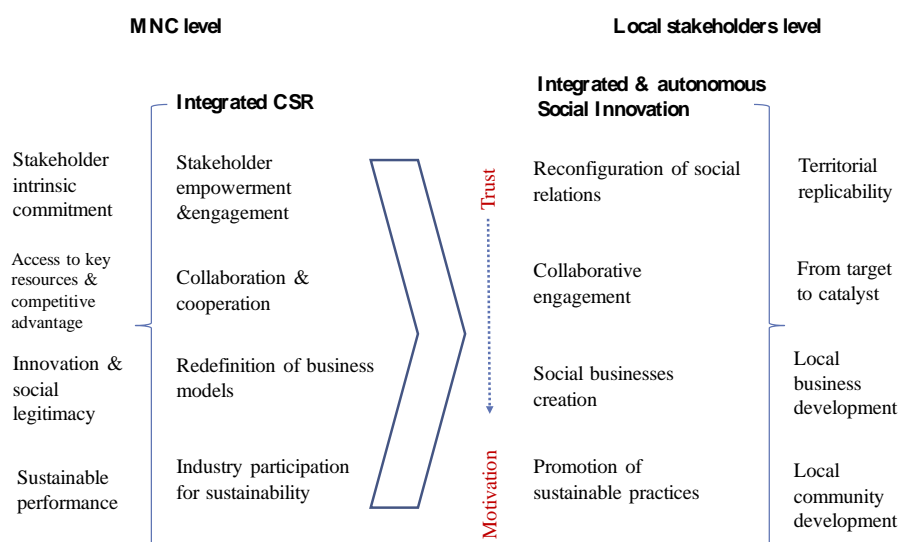 MNC level
Local stakeholders level
Integrated CSR
Integrated & autonomous
Social Innovation
Stakeholder
intrinsic
commitment
Stakeholder
empowerment
&engagement
Trust
Reconfiguration of social
relations
Territorial
replicability
Access to key
resources &
competitive
advantage
Collaboration &
cooperation
Collaborative
engagement
From target
to catalyst
Innovation &
social
legitimacy
Redefinition of business
models
Social businesses
creation
Local
business
development
Sustainable
performance
Industry participation
for sustainability
Motivation
Promotion of
sustainable practices
Local
community
development